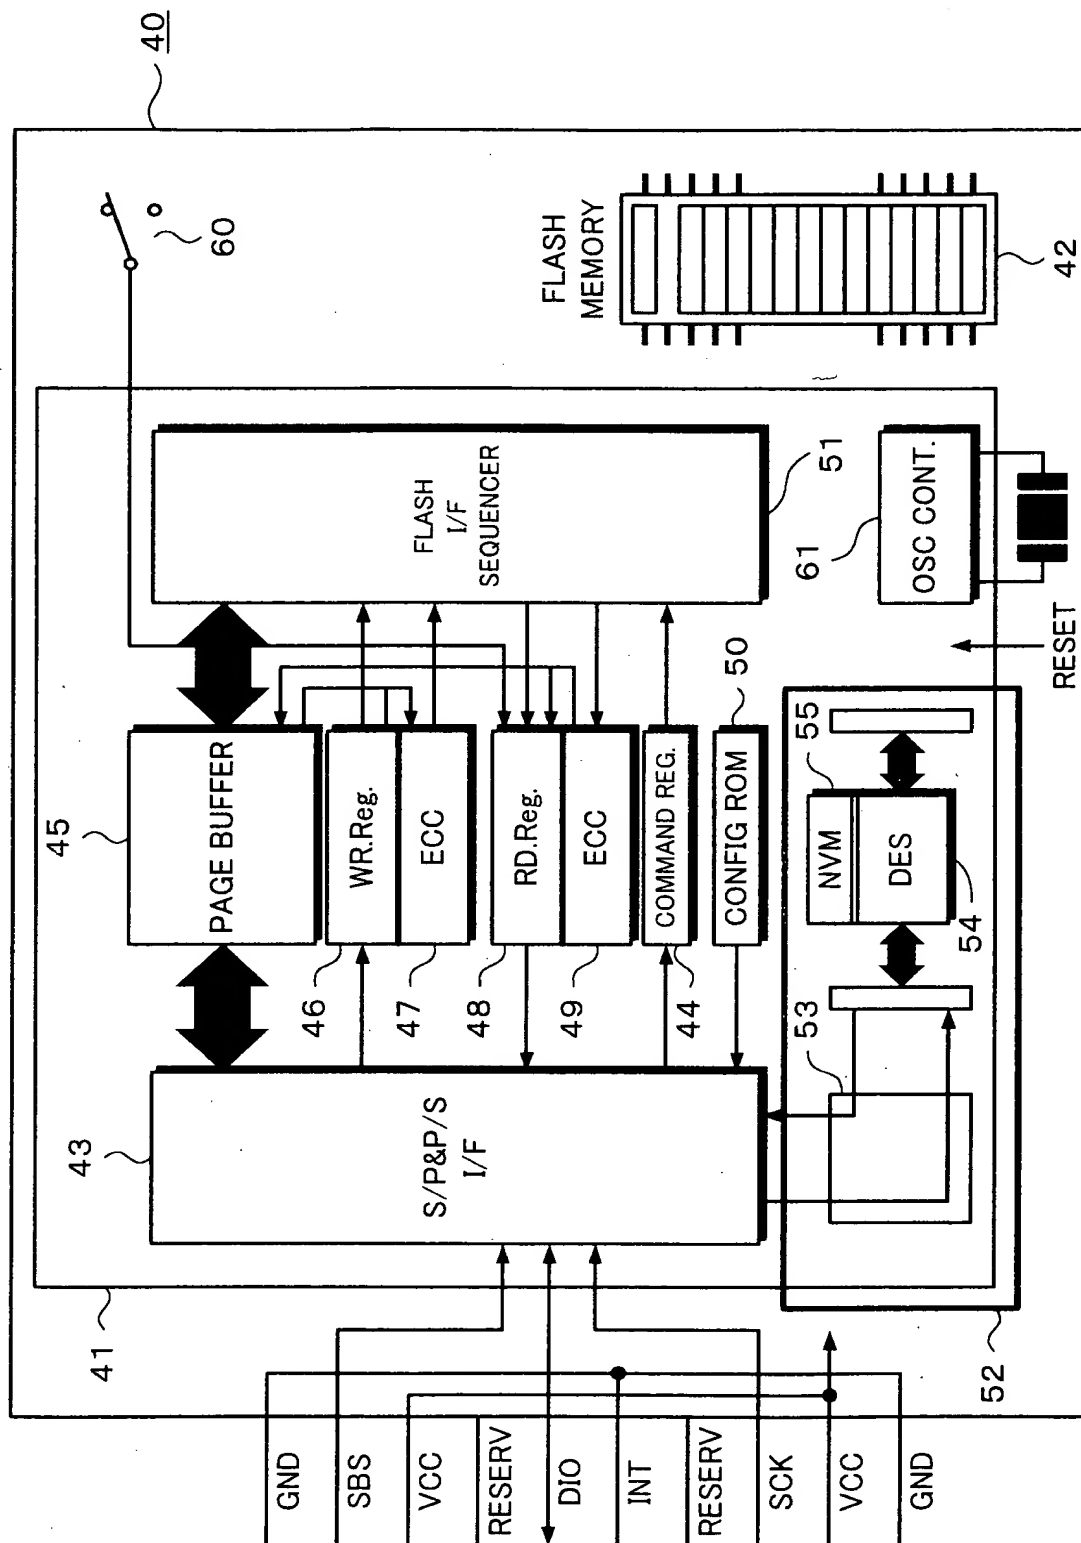 40
60
FLASH
MEMORY
42
FLASH
I/F
SEQUENCER
51
61
OSC CONT.
RESET
45
PAGE BUFFER
WR.Reg.
46
ECC
47
RD.Reg.
48
ECC
49
COMMAND REG.
44
CONFIG ROM
50
55
NVM
DES
54
53
43
S/P&P/S
I/F
41
52
GND
SBS
VCC
RESERV
DIO
INT
RESERV
SCK
VCC
GND